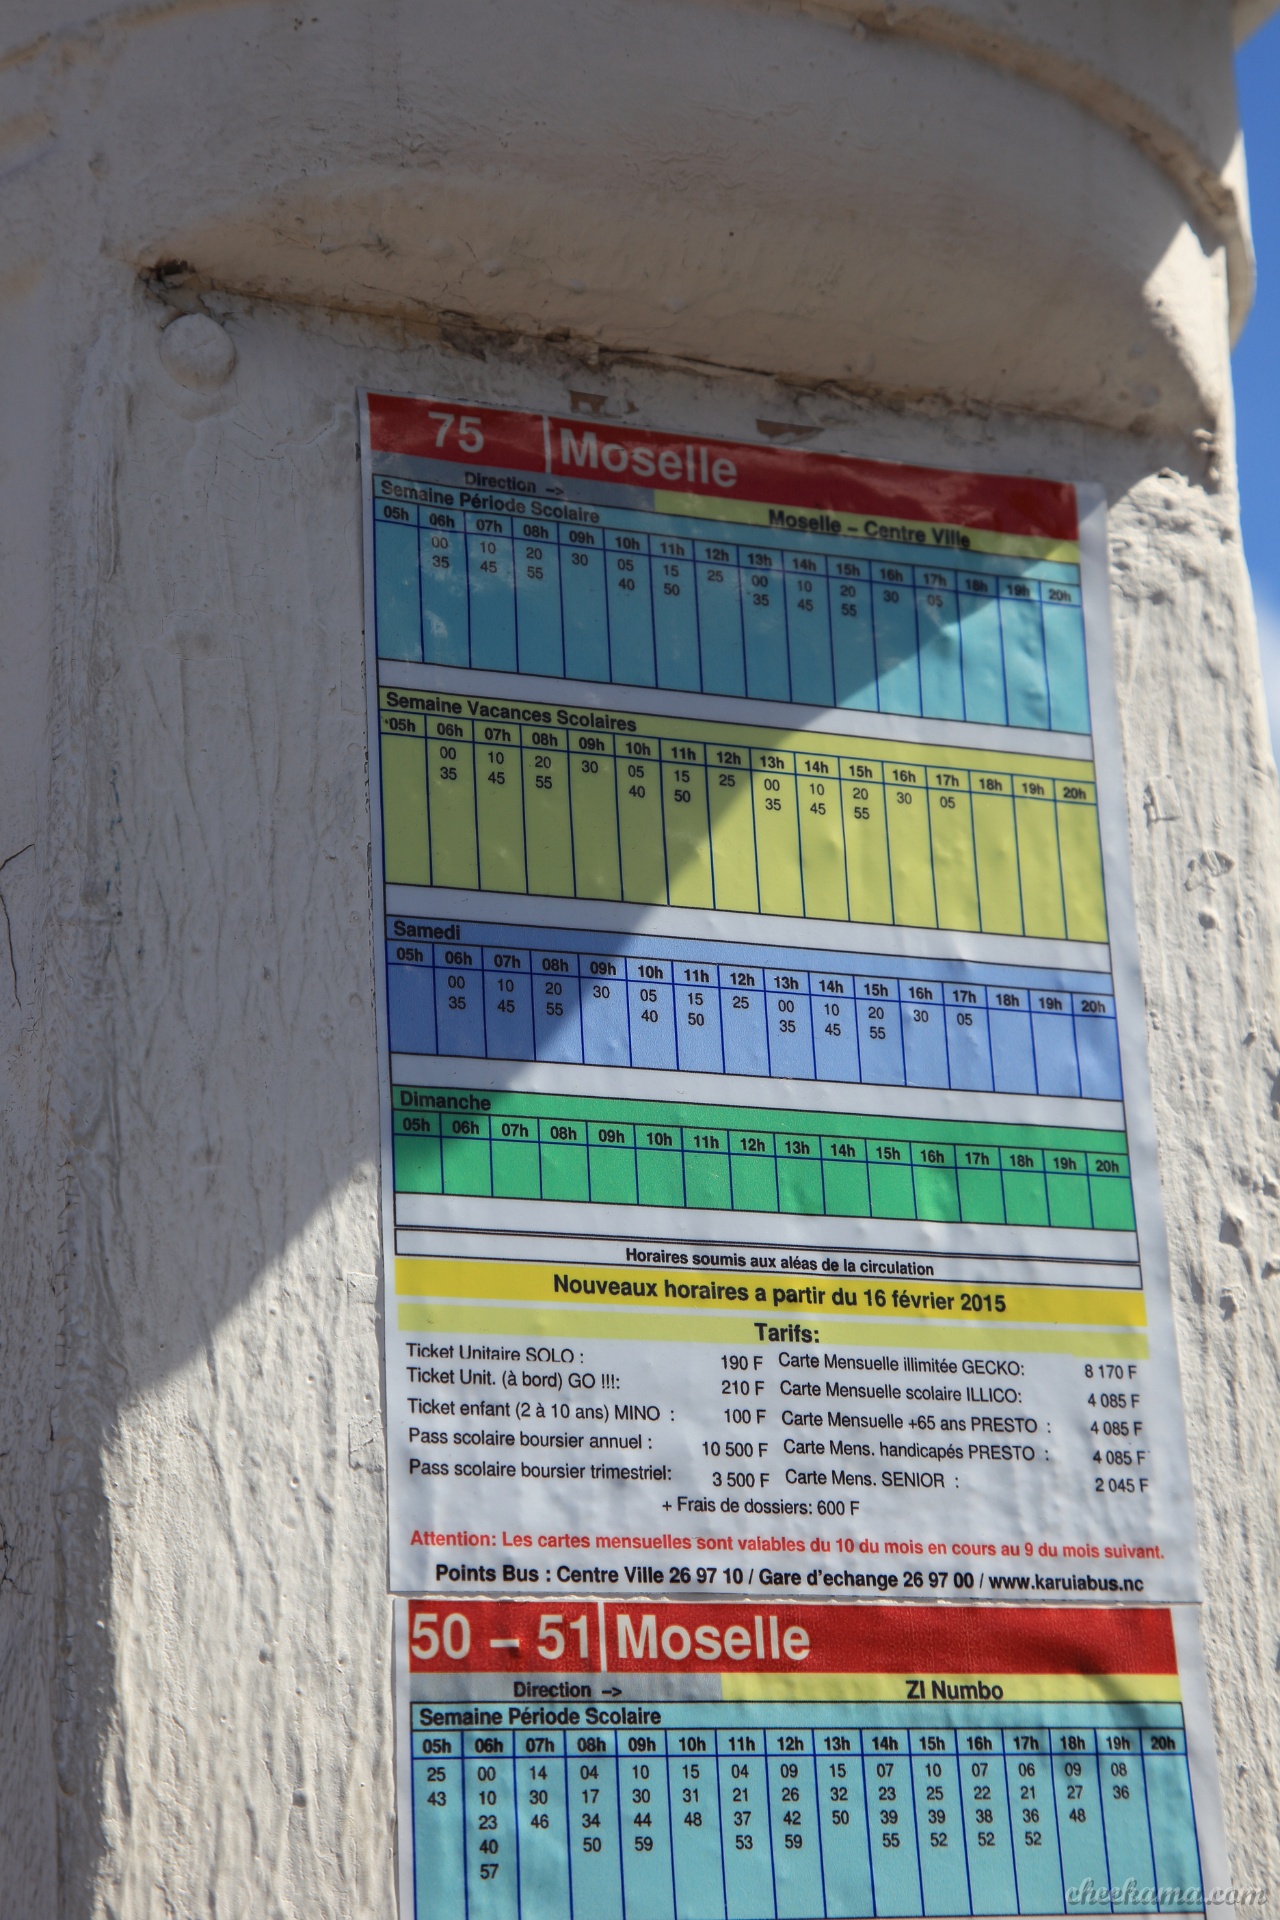 75 Moselle
Direction –>
Moselle – Centre Ville
Semaine Période Scolaire
05h 06h 07h 08h 09h 10h 11h 12h 13h 14h 15h 16h 17h 18h 19h 20h
00 10 20 30 05 15 25 00 10 20 30 05
35 45 55 40 50 35 45 55
Semaine Vacances Scolaires
05h 06h 07h 08h 09h 10h 11h 12h 13h 14h 15h 16h 17h 18h 19h 20h
00 10 20 30 05 15 25 00 10 20 30 05
35 45 55 40 50 35 45 55
Samedi
05h 06h 07h 08h 09h 10h 11h 12h 13h 14h 15h 16h 17h 18h 19h 20h
00 10 20 30 05 15 25 00 10 20 30 05
35 45 55 40 50 35 45 55
Dimanche
05h 06h 07h 08h 09h 10h 11h 12h 13h 14h 15h 16h 17h 18h 19h 20h
Horaires soumis aux aléas de la circulation
Nouveaux horaires a partir du 16 février 2015
Tarifs:
Ticket Unitaire SOLO : 190 F Carte Mensuelle illimitée GECKO: 8 170 F
Ticket Unit. (à bord) GO !!!: 210 F Carte Mensuelle scolaire ILLICO: 4 085 F
Ticket enfant (2 à 10 ans) MINO : 100 F Carte Mensuelle +65 ans PRESTO : 4 085 F
Pass scolaire boursier annuel : 10 500 F Carte Mens. handicapés PRESTO : 4 085 F
Pass scolaire boursier trimestriel: 3 500 F Carte Mens. SENIOR : 2 045 F
+ Frais de dossiers: 600 F
Attention: Les cartes mensuelles sont valables du 10 du mois en cours au 9 du mois suivant.
Points Bus : Centre Ville 26 97 10 / Gare d'echange 26 97 00 / www.karuiabus.nc
50 – 51 Moselle
Direction –> ZI Numbo
Semaine Période Scolaire
05h 06h 07h 08h 09h 10h 11h 12h 13h 14h 15h 16h 17h 18h 19h 20h
25 00 14 04 10 15 04 09 15 07 10 07 06 09 08
43 10 30 17 30 31 21 26 32 23 25 22 21 27 36
23 46 34 44 48 37 42 50 39 39 38 36 48
40 50 59 53 59 55 52 52 52
57
cheekama.com